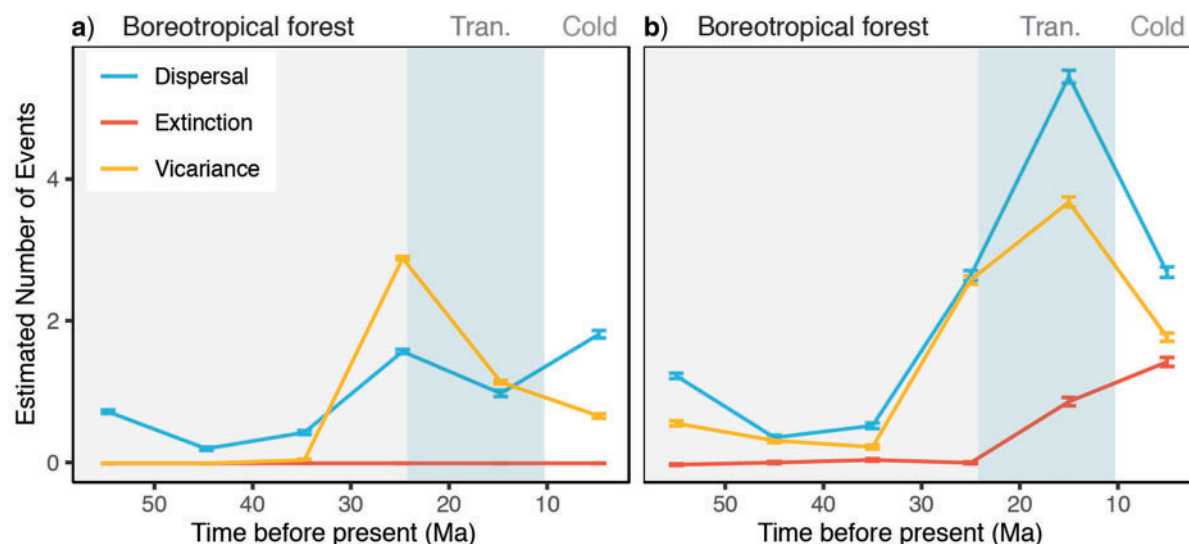 a) Boreotropical forest Tran. Cold
Dispersal
Extinction
Vicariance
Estimated Number of Events
4
2
0
50 40 30 20 10
Time before present (Ma)
b) Boreotropical forest Tran. Cold
50 40 30 20 10
Time before present (Ma)